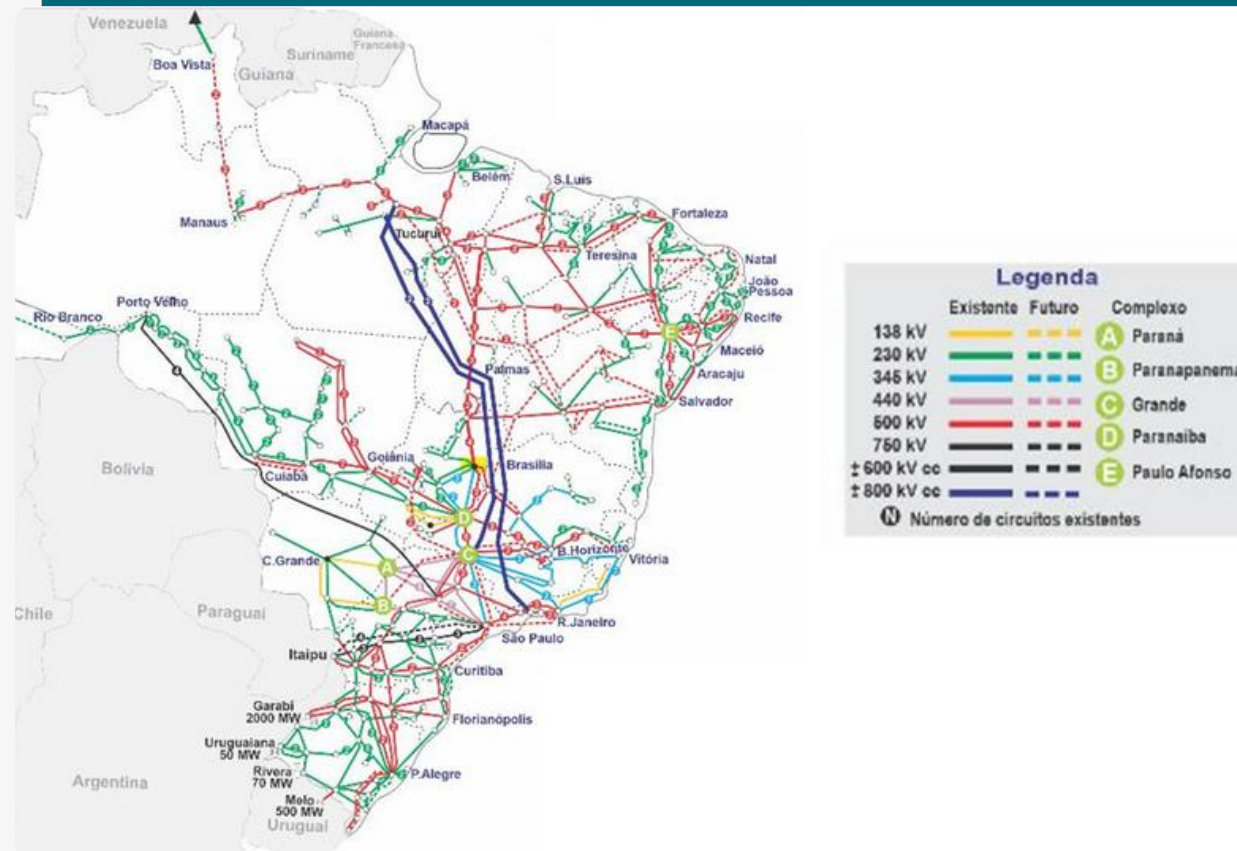 Venezuela
Guiana
Francesa
Suriname
Boa Vista
Guiana
Macapá
Belém
S.Luís
Manaus
Fortaleza
Tucuruí
Teresina
Natal
João
Pessoa
Porto Velho
Rio Branco
Recife
E
Maceió
Palmas
Aracaju
Salvador
Goiânia
Brasília
Bolívia
Cuiabá
D
B.Horizonte
C
Vitória
C.Grande
A
B
Chile
Paraguai
R.Janeiro
São Paulo
Itaipu
Curitiba
Garabi
2000 MW
Florianópolis
Uruguaiana
50 MW
Rivera
70 MW
P.Alegre
Argentina
Melo
500 MW
Uruguai
Legenda
Existente Futuro Complexo
138 kV A Paraná
230 kV
B Paranapanema
345 kV
440 kV C Grande
500 kV
D Paranaíba
750 kV
±600 kV cc E Paulo Afonso
±800 kV cc
N Número de circuitos existentes